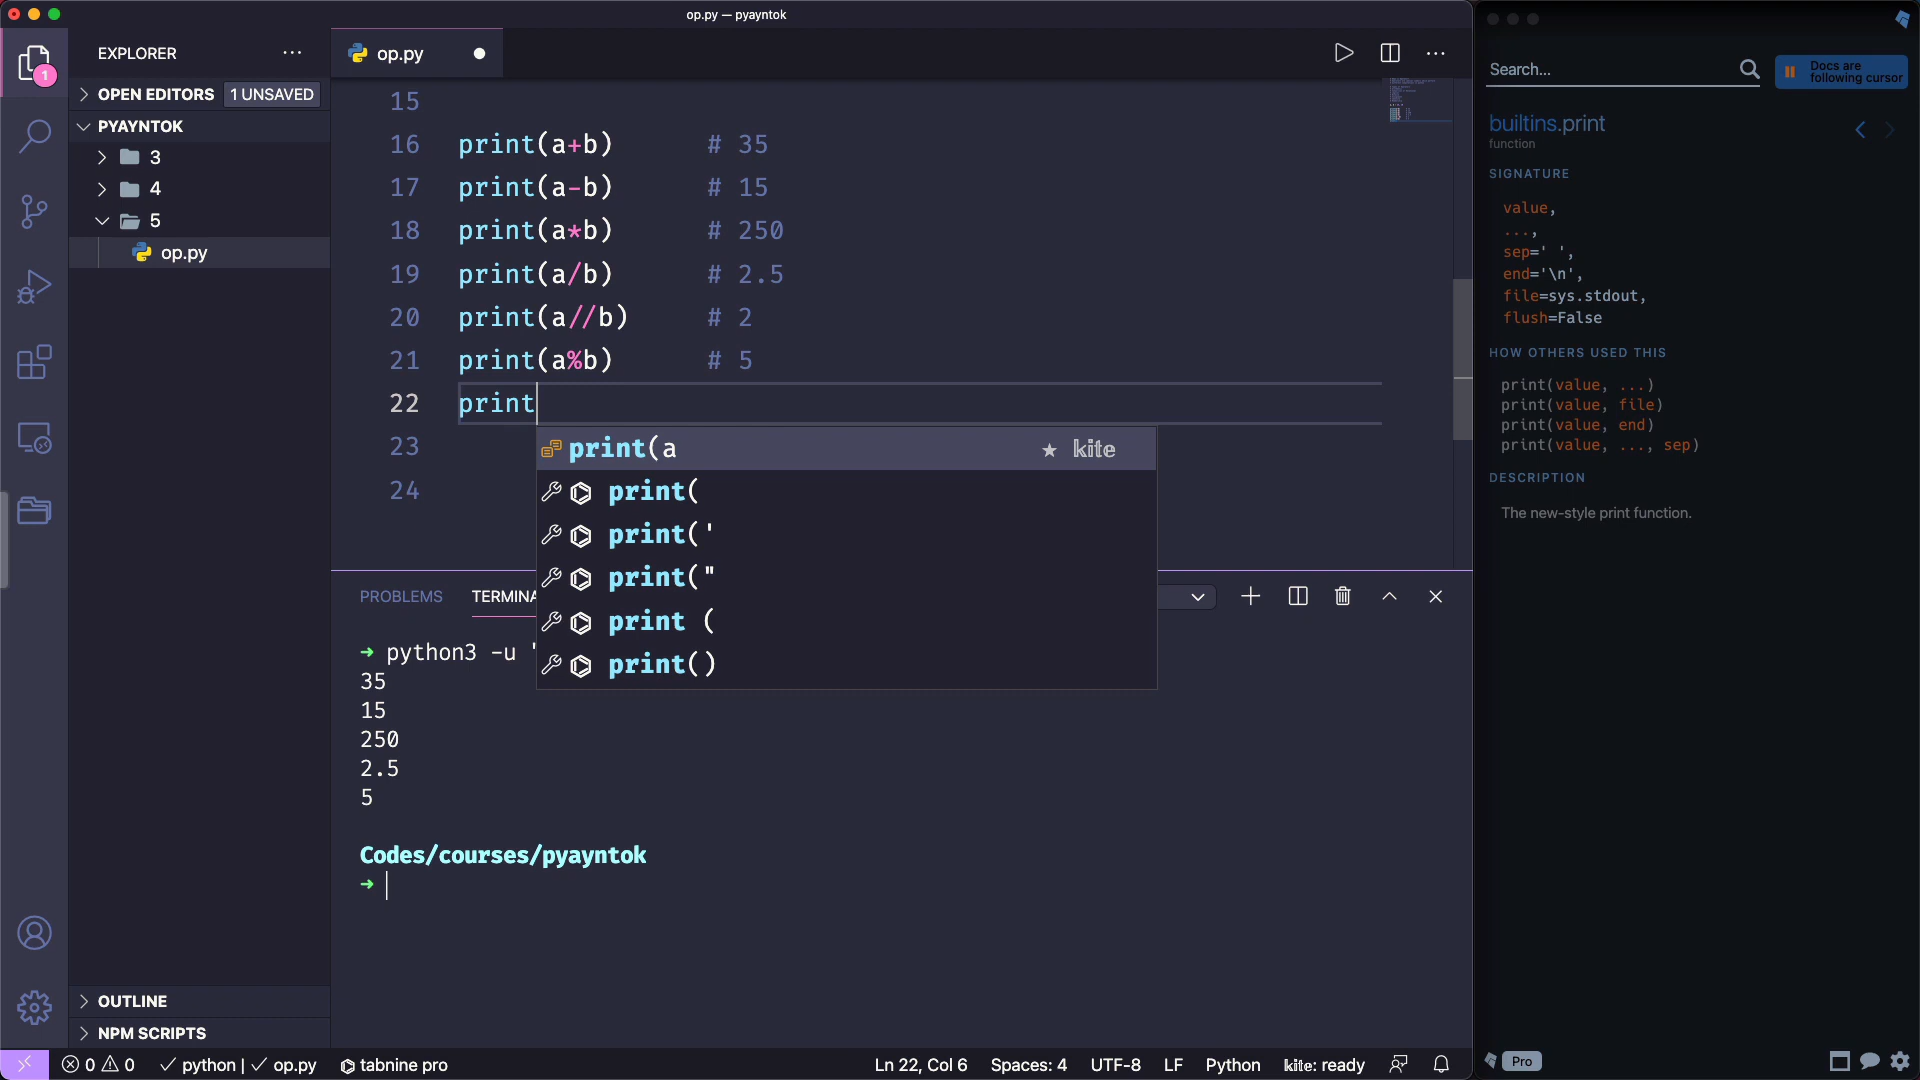 op.py — pyayntok
EXPLORER
1
OPEN EDITORS 1 UNSAVED
PYAYNTOK
3
4
5
op.py
OUTLINE
NPM SCRIPTS
op.py
15
16 print(a+b) # 35
17 print(a-b) # 15
18 print(a*b) # 250
19 print(a/b) # 2.5
20 print(a//b) # 2
21 print(a%b) # 5
22 print
23
24
print(a ★ kite
print(
print('
print("
print (
print()
PROBLEMS TERMINA
➜ python3 -u '
35
15
250
2.5
5
Codes/courses/pyayntok
➜
0 0 python | op.py tabnine pro Ln 22, Col 6 Spaces: 4 UTF-8 LF Python kite: ready
Search...
Docs are
following cursor
builtins.print
function
SIGNATURE
value,
...,
sep=' ',
end='\n',
file=sys.stdout,
flush=False
HOW OTHERS USED THIS
print(value, ...)
print(value, file)
print(value, end)
print(value, ..., sep)
DESCRIPTION
The new-style print function.
Pro